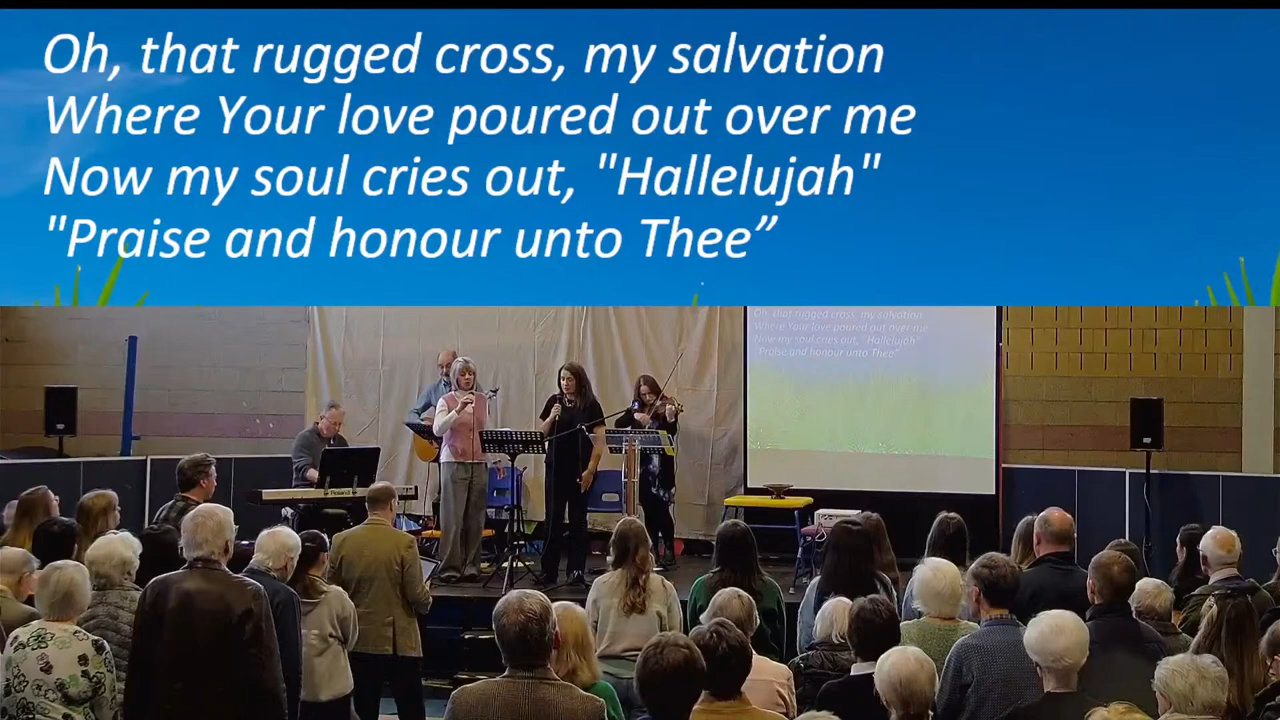 Oh, that rugged cross, my salvation
Where Your love poured out over me
Now my soul cries out, "Hallelujah"
"Praise and honour unto Thee”
Oh, that rugged cross, my salvation
Where Your love poured out over me
Now my soul cries out, "Hallelujah"
"Praise and honour unto Thee"
Roland